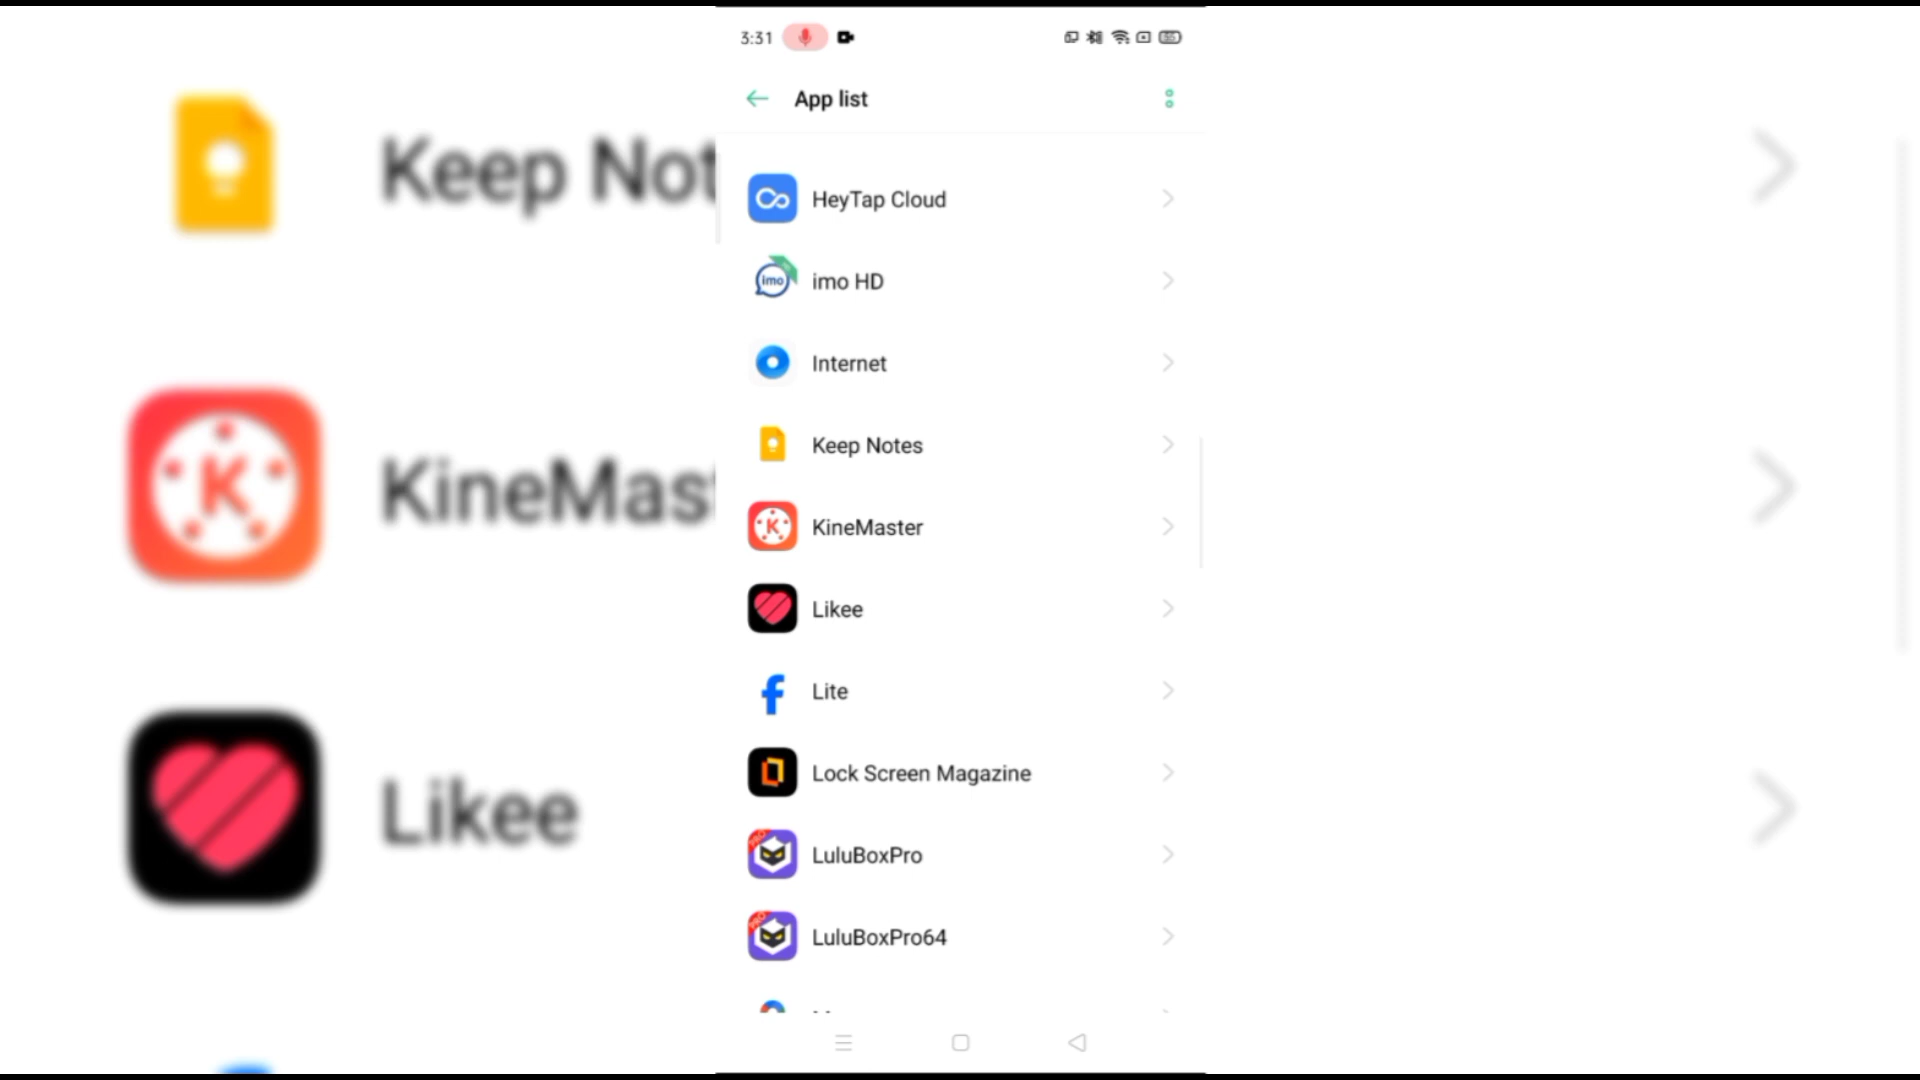 3:31
App list
HeyTap Cloud
imo
imo HD
Internet
Keep Notes
KineMaster
Likee
Lite
Lock Screen Magazine
LuluBoxPro
LuluBoxPro64
Keep Not
KineMast
Likee